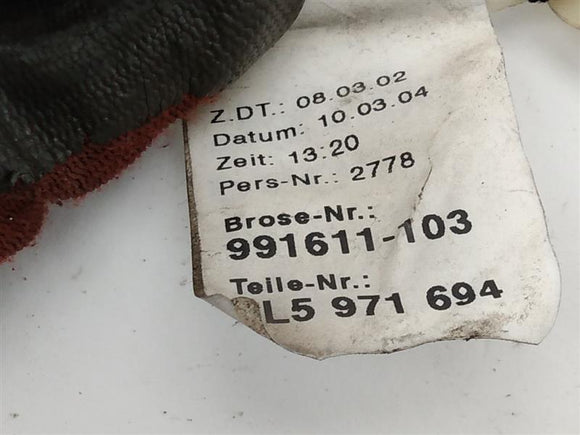 Z.DT.: 08.03.02
Datum: 10.03.04
Zeit: 13:20
Pers-Nr.: 2778
Brose-Nr.:
991611-103
Teile-Nr.:
L5 971 694